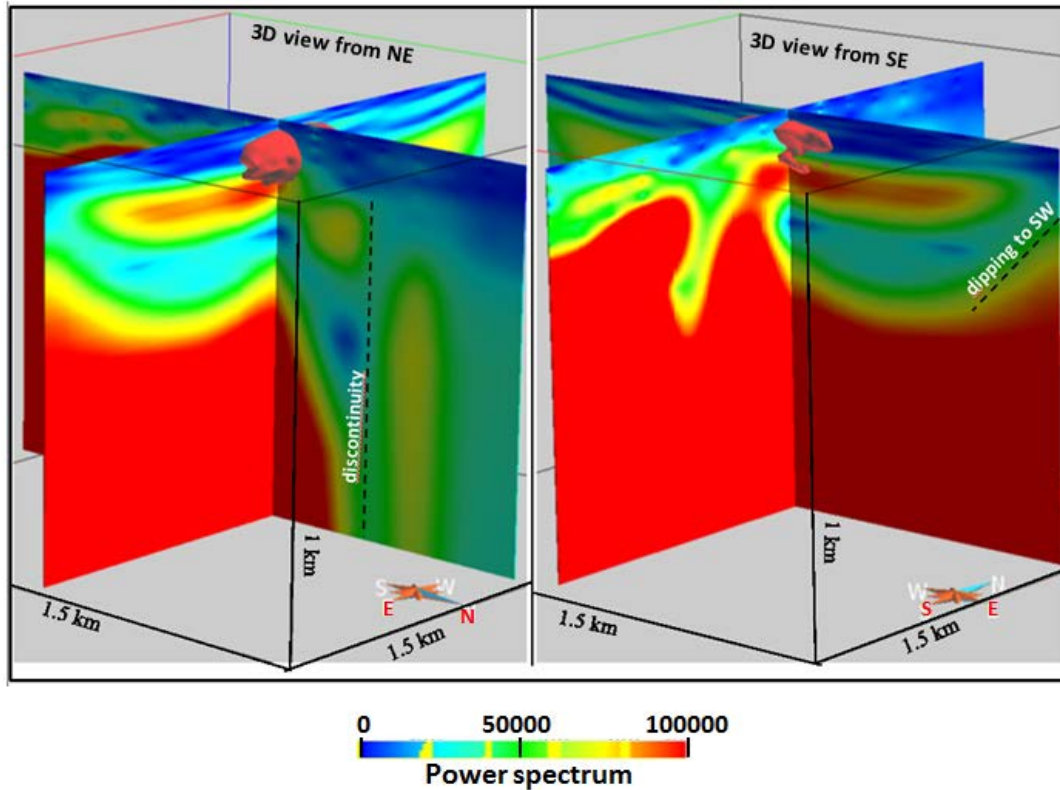 3D view from NE
discontinuity
1 km
1.5 km
1.5 km
S W
E
N
3D view from SE
dipping to SW
1 km
1.5 km
1.5 km
W N
S E
0 50000 100000
Power spectrum